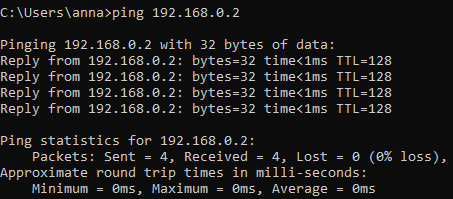 C:\Users\anna>ping 192.168.0.2
Pinging 192.168.0.2 with 32 bytes of data:
Reply from 192.168.0.2: bytes=32 time<1ms TTL=128
Reply from 192.168.0.2: bytes=32 time<1ms TTL=128
Reply from 192.168.0.2: bytes=32 time<1ms TTL=128
Reply from 192.168.0.2: bytes=32 time<1ms TTL=128
Ping statistics for 192.168.0.2:
    Packets: Sent = 4, Received = 4, Lost = 0 (0% loss),
Approximate round trip times in milli-seconds:
    Minimum = 0ms, Maximum = 0ms, Average = 0ms